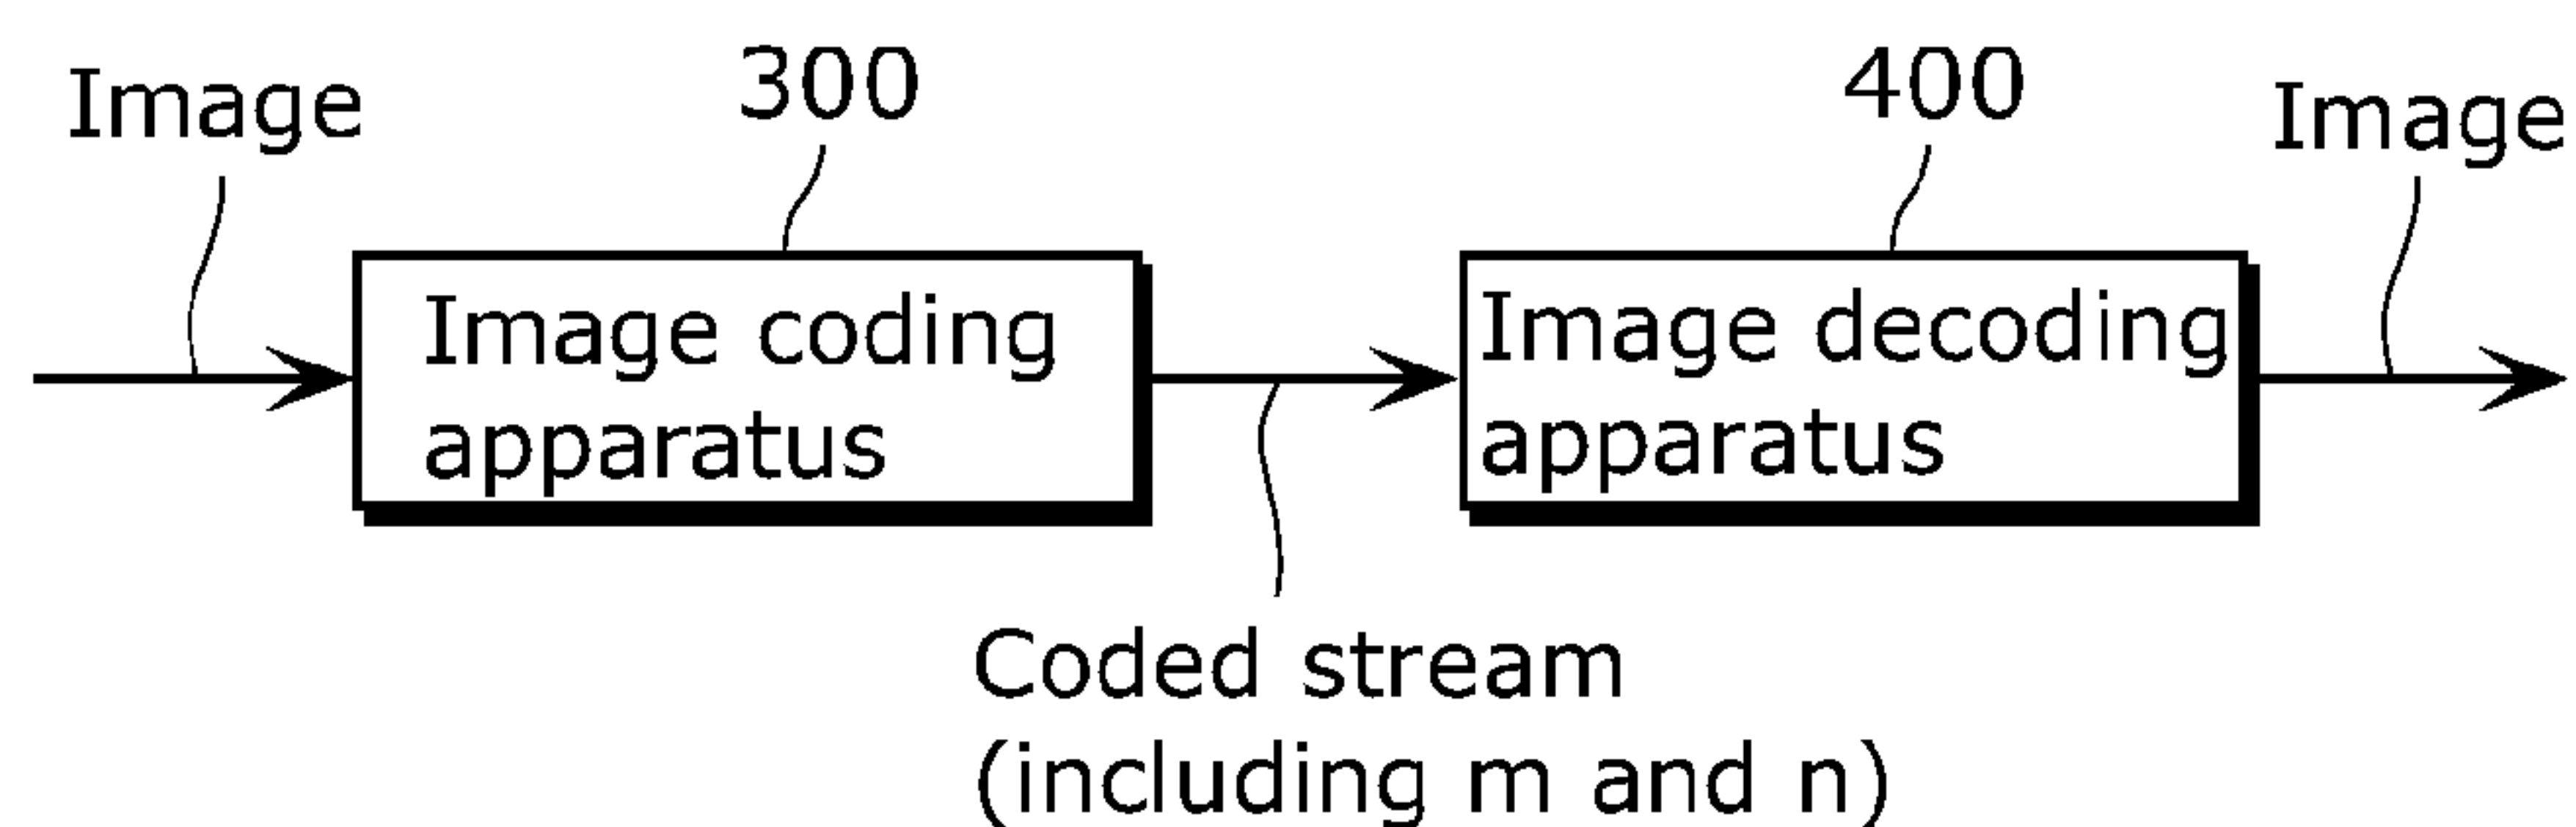 Image
300
400
Image
Image coding
apparatus
Image decoding
apparatus
Coded stream
(including m and n)